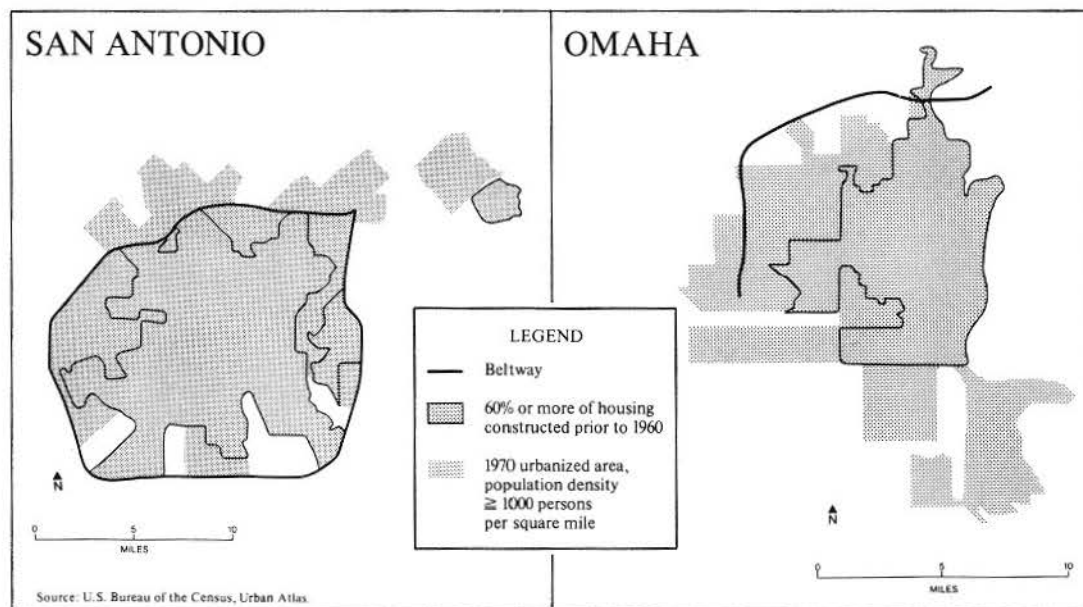 SAN ANTONIO
OMAHA
LEGEND
Beltway
60% or more of housing
constructed prior to 1960
1970 urbanized area,
population density
≧ 1000 persons
per square mile
N
0 5 10
MILES
N
0 5 10
MILES
Source: U.S. Bureau of the Census, Urban Atlas